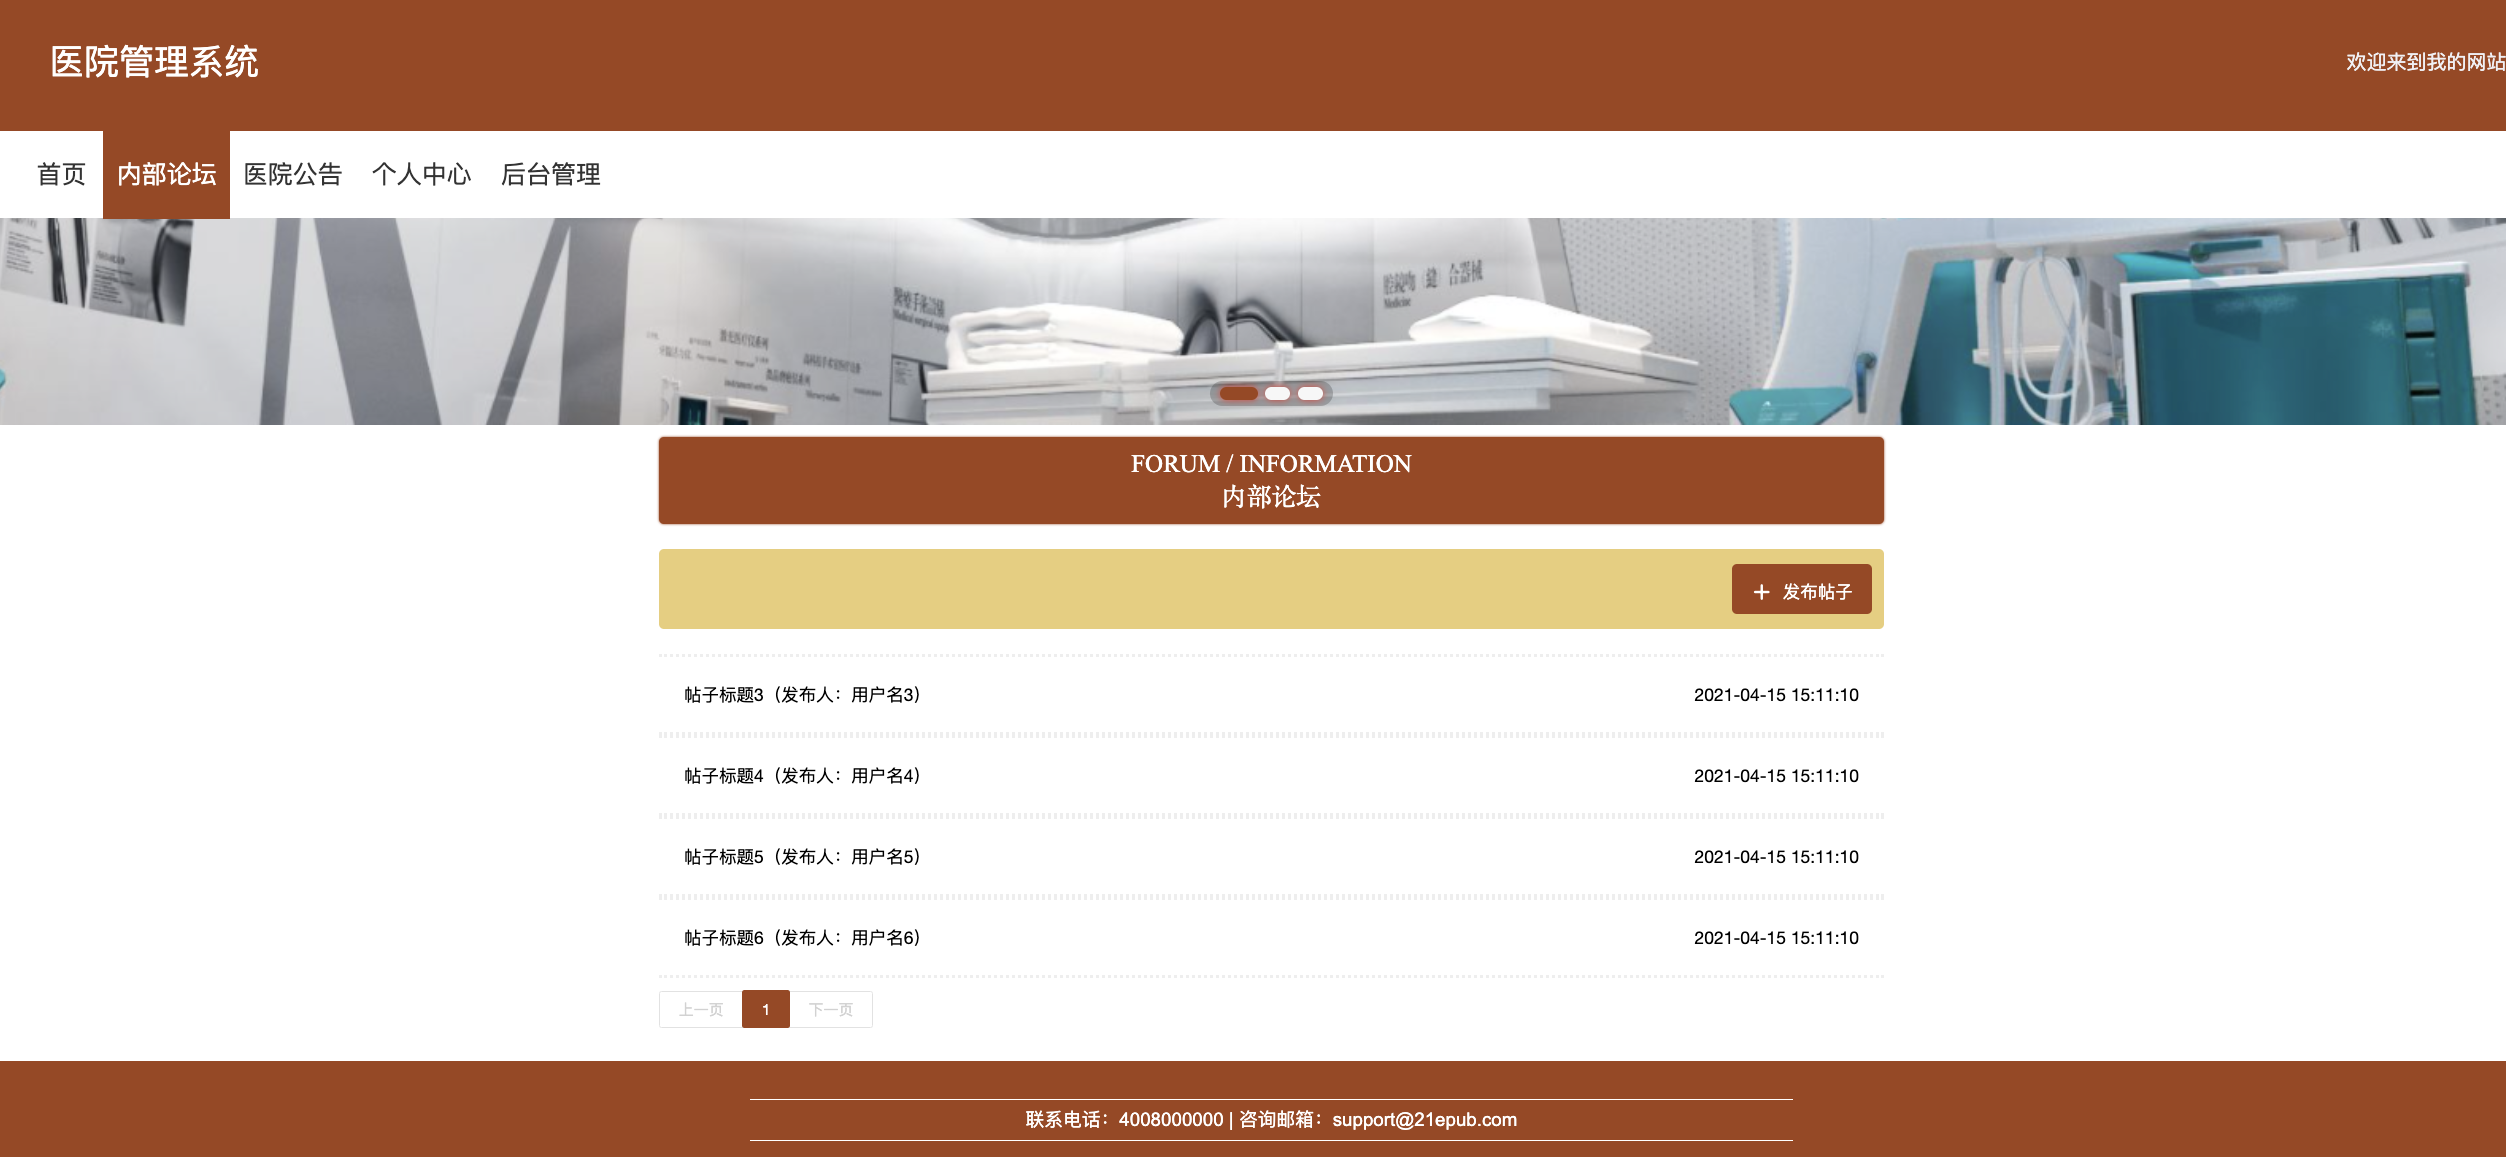 医院管理系统
欢迎来到我的网站
首页 内部论坛 医院公告 个人中心 后台管理
Medicine
FORUM / INFORMATION
内部论坛
+ 发布帖子
帖子标题3（发布人：用户名3） 2021-04-15 15:11:10
帖子标题4（发布人：用户名4） 2021-04-15 15:11:10
帖子标题5（发布人：用户名5） 2021-04-15 15:11:10
帖子标题6（发布人：用户名6） 2021-04-15 15:11:10
上一页 1 下一页
联系电话：4008000000 | 咨询邮箱：support@21epub.com